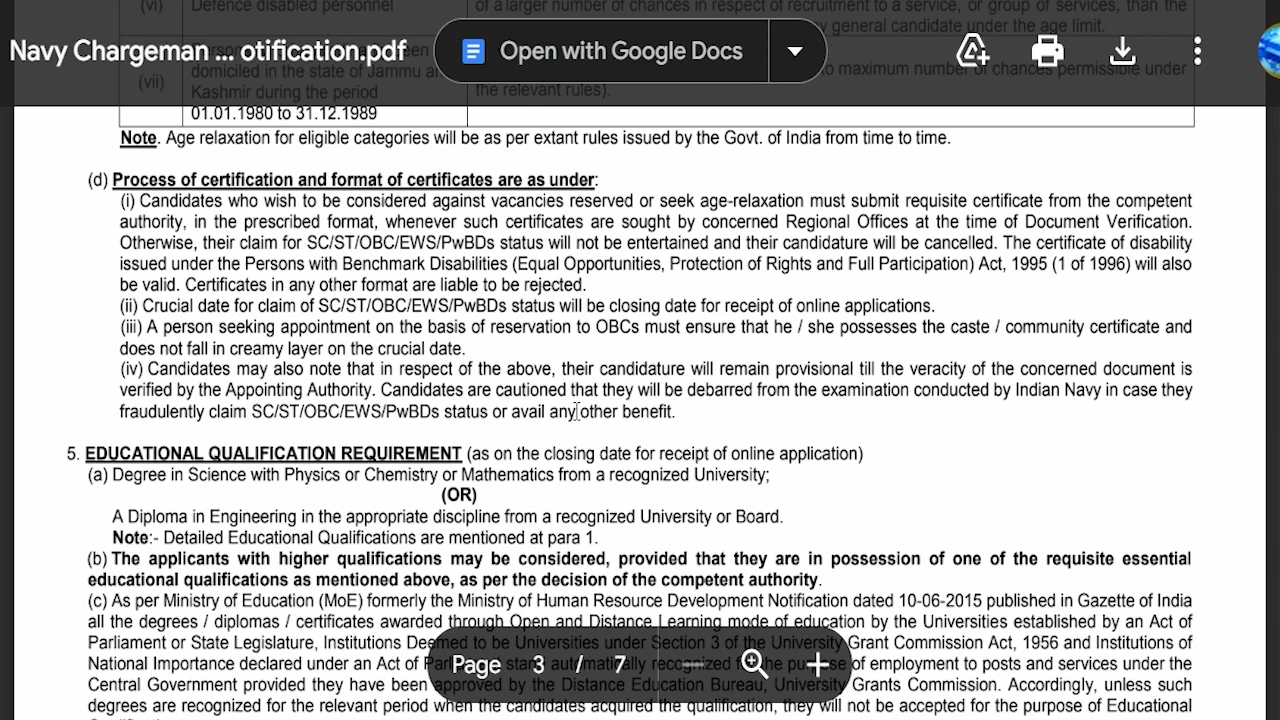 (vi) Defence disabled personnel of a larger number of chances in respect of recruitment to a service, or group of services, than the
general candidate under the age limit.
Navy Chargeman ... otification.pdf Open with Google Docs
domiciled in the state of Jammu maximum number of chances permissible under
(vii) Kashmir during the period the relevant rules).
01.01.1980 to 31.12.1989
Note. Age relaxation for eligible categories will be as per extant rules issued by the Govt. of India from time to time.
(d) Process of certification and format of certificates are as under:
(i) Candidates who wish to be considered against vacancies reserved or seek age-relaxation must submit requisite certificate from the competent
authority, in the prescribed format, whenever such certificates are sought by concerned Regional Offices at the time of Document Verification.
Otherwise, their claim for SC/ST/OBC/EWS/PwBDs status will not be entertained and their candidature will be cancelled. The certificate of disability
issued under the Persons with Benchmark Disabilities (Equal Opportunities, Protection of Rights and Full Participation) Act, 1995 (1 of 1996) will also
be valid. Certificates in any other format are liable to be rejected.
(ii) Crucial date for claim of SC/ST/OBC/EWS/PwBDs status will be closing date for receipt of online applications.
(iii) A person seeking appointment on the basis of reservation to OBCs must ensure that he / she possesses the caste / community certificate and
does not fall in creamy layer on the crucial date.
(iv) Candidates may also note that in respect of the above, their candidature will remain provisional till the veracity of the concerned document is
verified by the Appointing Authority. Candidates are cautioned that they will be debarred from the examination conducted by Indian Navy in case they
fraudulently claim SC/ST/OBC/EWS/PwBDs status or avail any other benefit.
5. EDUCATIONAL QUALIFICATION REQUIREMENT (as on the closing date for receipt of online application)
(a) Degree in Science with Physics or Chemistry or Mathematics from a recognized University;
(OR)
A Diploma in Engineering in the appropriate discipline from a recognized University or Board.
Note:- Detailed Educational Qualifications are mentioned at para 1.
(b) The applicants with higher qualifications may be considered, provided that they are in possession of one of the requisite essential
educational qualifications as mentioned above, as per the decision of the competent authority.
(c) As per Ministry of Education (MoE) formerly the Ministry of Human Resource Development Notification dated 10-06-2015 published in Gazette of India
all the degrees / diplomas / certificates awarded through Open and Distance Learning mode of education by the Universities established by an Act of
Parliament or State Legislature, Institutions Deemed to be Universities under Section 3 of the University Grant Commission Act, 1956 and Institutions of
National Importance declared under an Act of automatically recognized purpose of employment to posts and services under the
Page 3 / 7
Central Government provided they have been approved by the Distance Education Bureau, University Grants Commission. Accordingly, unless such
degrees are recognized for the relevant period when the candidates acquired the qualification, they will not be accepted for the purpose of Educational